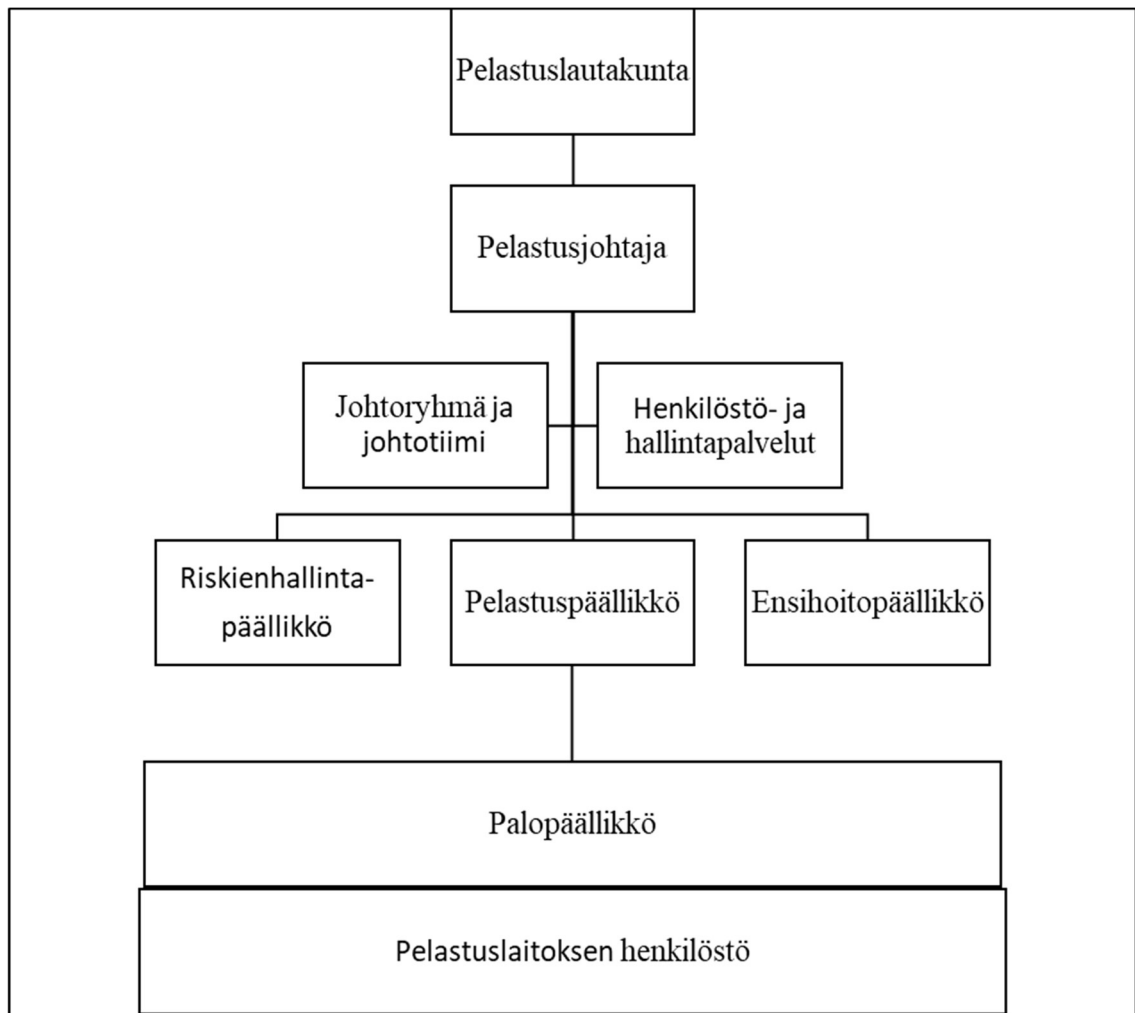 Pelastuslautakunta
Pelastusjohtaja
Johtoryhmä ja
johtotiimi
Henkilöstö- ja
hallintapalvelut
Riskienhallinta-
päällikkö
Pelastuspäällikkö
Ensihoitopäällikkö
Palopäällikkö
Pelastuslaitoksen henkilöstö